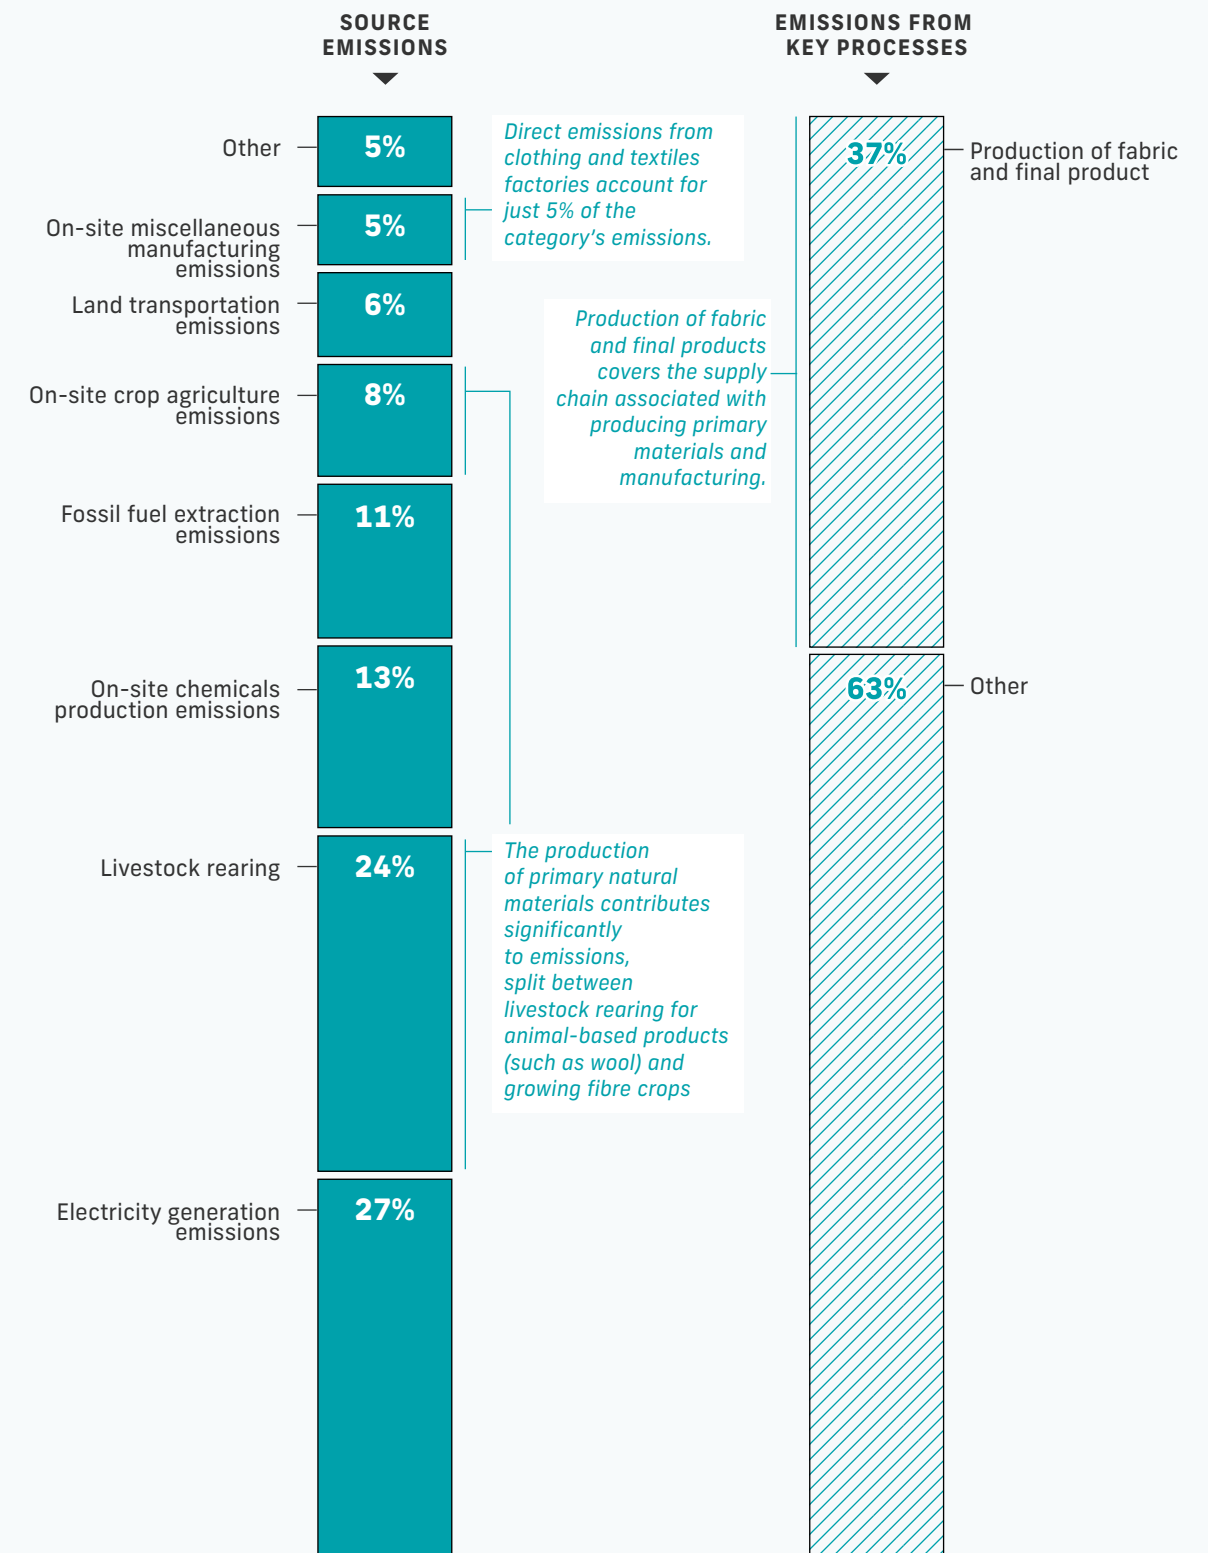 SOURCE
EMISSIONS
Other
5%
On-site miscellaneous
manufacturing
emissions
5%
Land transportation
emissions
6%
On-site crop agriculture
emissions
8%
Fossil fuel extraction
emissions
11%
On-site chemicals
production emissions
13%
Livestock rearing
24%
Electricity generation
emissions
27%
Direct emissions from
clothing and textiles
factories account for
just 5% of the
category’s emissions.
The production
of primary natural
materials contributes
significantly
to emissions,
split between
livestock rearing for
animal-based products
(such as wool) and
growing fibre crops
EMISSIONS FROM
KEY PROCESSES
37%
Production of fabric
and final product
Production of fabric
and final products
covers the supply
chain associated with
producing primary
materials and
manufacturing.
63%
Other